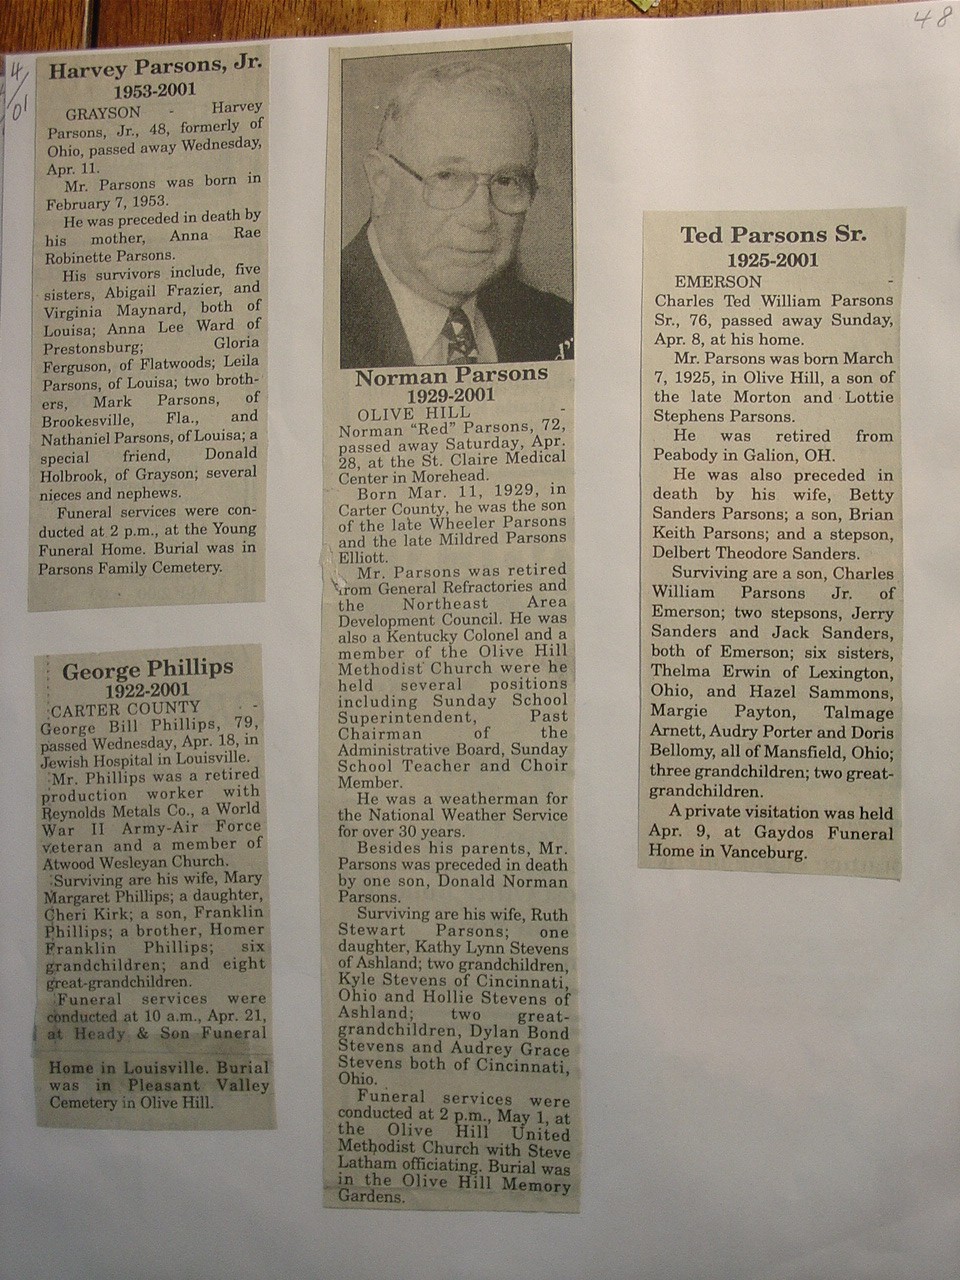 48
4/01
Harvey Parsons, Jr.
1953-2001
GRAYSON - Harvey
Parsons, Jr., 48, formerly of
Ohio, passed away Wednesday,
Apr. 11.
Mr. Parsons was born in
February 7, 1953.
He was preceded in death by
his mother, Anna Rae
Robinette Parsons.
His survivors include, five
sisters, Abigail Frazier, and
Virginia Maynard, both of
Louisa; Anna Lee Ward of
Prestonsburg; Gloria
Ferguson, of Flatwoods; Leila
Parsons, of Louisa; two broth-
ers, Mark Parsons, of
Brookesville, Fla., and
Nathaniel Parsons, of Louisa; a
special friend, Donald
Holbrook, of Grayson; several
nieces and nephews.
Funeral services were con-
ducted at 2 p.m., at the Young
Funeral Home. Burial was in
Parsons Family Cemetery.
George Phillips
1922-2001
CARTER COUNTY -
George Bill Phillips, 79,
passed Wednesday, Apr. 18, in
Jewish Hospital in Louisville.
Mr. Phillips was a retired
production worker with
Reynolds Metals Co., a World
War II Army-Air Force
veteran and a member of
Atwood Wesleyan Church.
Surviving are his wife, Mary
Margaret Phillips; a daughter,
Cheri Kirk; a son, Franklin
Phillips; a brother, Homer
Franklin Phillips; six
grandchildren; and eight
great-grandchildren.
Funeral services were
conducted at 10 a.m., Apr. 21,
at Heady & Son Funeral
Home in Louisville. Burial
was in Pleasant Valley
Cemetery in Olive Hill.
Norman Parsons
1929-2001
OLIVE HILL -
Norman "Red" Parsons, 72,
passed away Saturday, Apr.
28, at the St. Claire Medical
Center in Morehead.
Born Mar. 11, 1929, in
Carter County, he was the son
of the late Wheeler Parsons
and the late Mildred Parsons
Elliott.
Mr. Parsons was retired
from General Refractories and
the Northeast Area
Development Council. He was
also a Kentucky Colonel and a
member of the Olive Hill
Methodist Church were he
held several positions
including Sunday School
Superintendent, Past
Chairman of the
Administrative Board, Sunday
School Teacher and Choir
Member.
He was a weatherman for
the National Weather Service
for over 30 years.
Besides his parents, Mr.
Parsons was preceded in death
by one son, Donald Norman
Parsons.
Surviving are his wife, Ruth
Stewart Parsons; one
daughter, Kathy Lynn Stevens
of Ashland; two grandchildren,
Kyle Stevens of Cincinnati,
Ohio and Hollie Stevens of
Ashland; two great-
grandchildren, Dylan Bond
Stevens and Audrey Grace
Stevens both of Cincinnati,
Ohio.
Funeral services were
conducted at 2 p.m., May 1, at
the Olive Hill United
Methodist Church with Steve
Latham officiating. Burial was
in the Olive Hill Memory
Gardens.
Ted Parsons Sr.
1925-2001
EMERSON -
Charles Ted William Parsons
Sr., 76, passed away Sunday,
Apr. 8, at his home.
Mr. Parsons was born March
7, 1925, in Olive Hill, a son of
the late Morton and Lottie
Stephens Parsons.
He was retired from
Peabody in Galion, OH.
He was also preceded in
death by his wife, Betty
Sanders Parsons; a son, Brian
Keith Parsons; and a stepson,
Delbert Theodore Sanders.
Surviving are a son, Charles
William Parsons Jr. of
Emerson; two stepsons, Jerry
Sanders and Jack Sanders,
both of Emerson; six sisters,
Thelma Erwin of Lexington,
Ohio, and Hazel Sammons,
Margie Payton, Talmage
Arnett, Audry Porter and Doris
Bellomy, all of Mansfield, Ohio;
three grandchildren; two great-
grandchildren.
A private visitation was held
Apr. 9, at Gaydos Funeral
Home in Vanceburg.